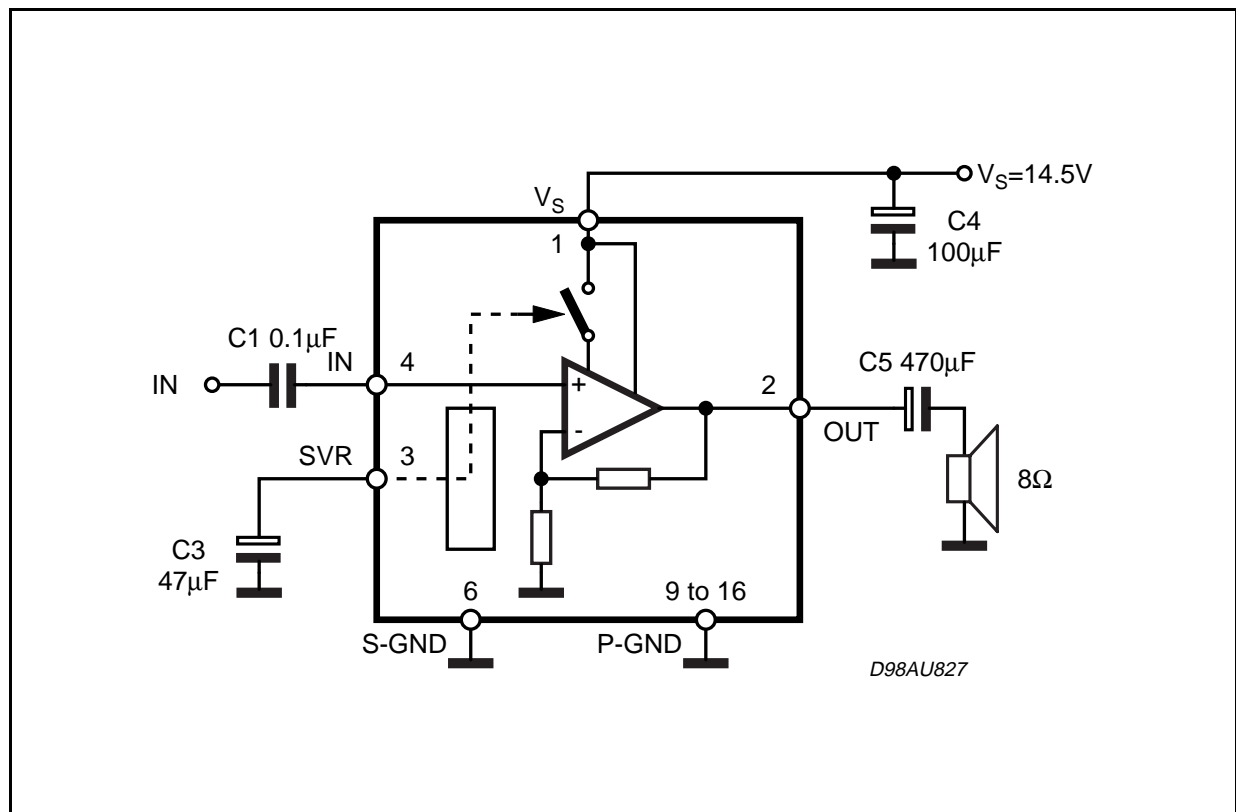 V_S=14.5V
V_S
1
C4
100µF
C1 0.1µF
IN
4
IN
+
-
C5 470µF
2
OUT
SVR
3
8Ω
C3
47µF
6
9 to 16
S-GND
P-GND
D98AU827